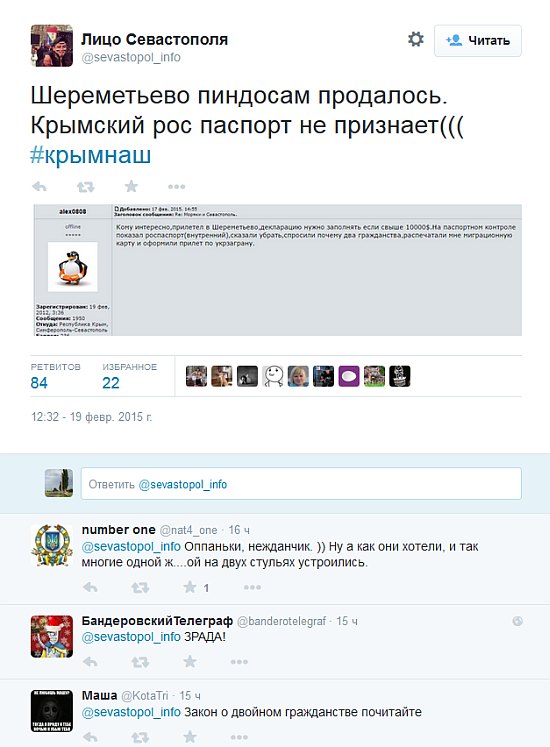 Лицо Севастополя
@sevastopol_info
Читать
Шереметьево пиндосам продалось.
Крымский рос паспорт не признает(((
#крымнаш
alex0808
offline
Добавлено: 17 фев, 2015, 14:55
Заголовок сообщения: Re: Моряки и Севастополь.
Кому интересно,прилетел в Шереметьево,декларацию нужно заполнять если свыше 10000$.На паспортном контроле
показал роспаспорт(внутренний),сказали убрать,спросили почему два гражданства,распечатали мне миграционную
карту и оформили прилет по укрзаграну.
Зарегистрирован: 19 фев,
2012, 3:36
Сообщения: 1950
Откуда: Республика Крым,
Симферополь-Севастополь
РЕТВИТОВ
84
ИЗБРАННОЕ
22
12:32 - 19 февр. 2015 г.
Ответить @sevastopol_info
number one @nat4_one · 16 ч
@sevastopol_info Оппаньки, нежданчик. )) Ну а как они хотели, и так
многие одной ж....ой на двух стульях устроились.
1
БандеровскийТелеграф @banderotelegraf · 15 ч
@sevastopol_info ЗРАДА!
Маша @KotaTri · 15 ч
@sevastopol_info Закон о двойном гражданстве почитайте